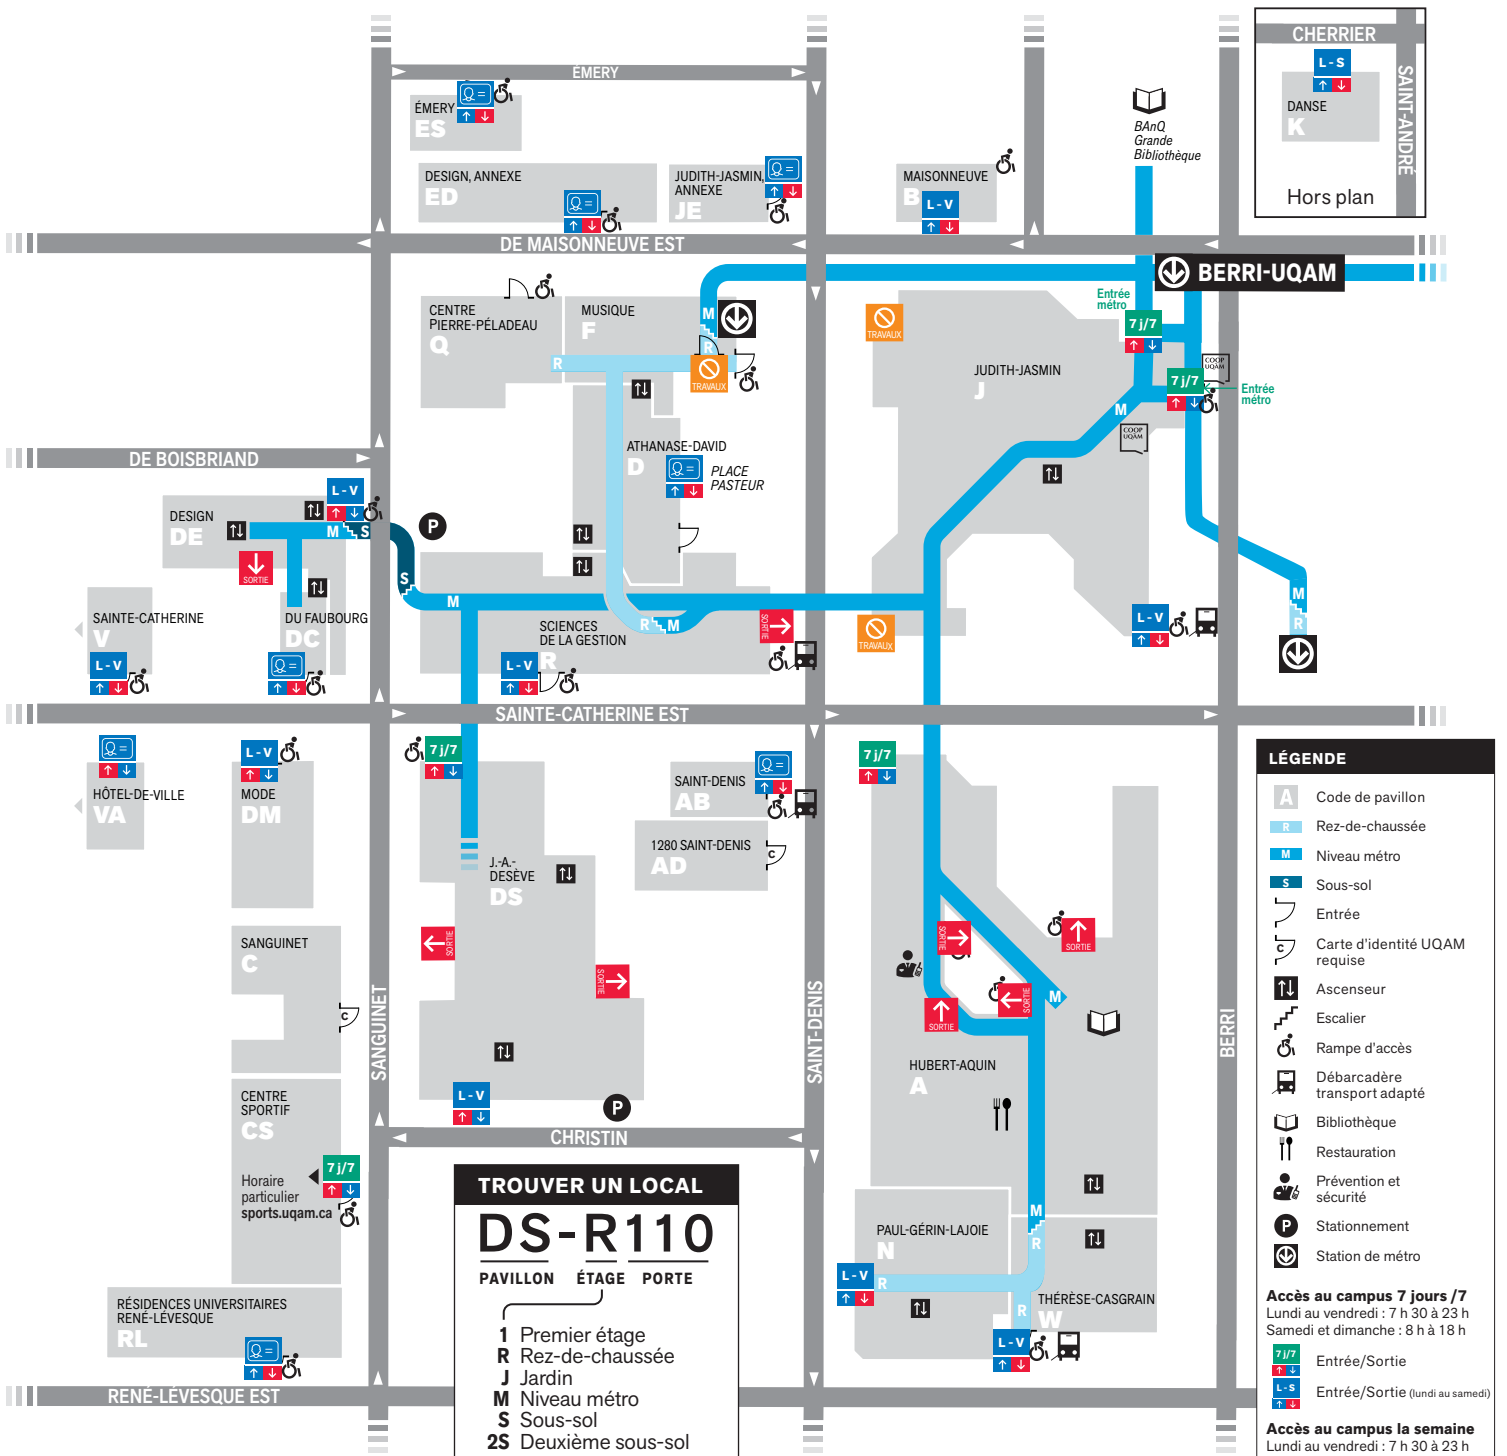 CHERRIER
L-S
DANSE
K
SAINT-ANDRÉ
Hors plan
ÉMERY
ÉMERY
ES
BAnQ
Grande
Bibliothèque
DESIGN, ANNEXE
ED
JUDITH-JASMIN,
ANNEXE
JE
MAISONNEUVE
B
L-V
DE MAISONNEUVE EST
BERRI-UQAM
CENTRE
PIERRE-PÉLADEAU
Q
MUSIQUE
F
M
R
R
TRAVAUX
TRAVAUX
Entrée
métro
7 j/7
COOP
UQAM
7 j/7
Entrée
métro
JUDITH-JASMIN
J
M
COOP
UQAM
ATHANASE-DAVID
D
PLACE
PASTEUR
DE BOISBRIAND
L-V
DESIGN
DE
M
S
P
SORTIE
S
M
SAINTE-CATHERINE
V
L-V
DU FAUBOURG
DC
SCIENCES
DE LA GESTION
R
R
M
L-V
SORTIE
TRAVAUX
L-V
M
R
SAINTE-CATHERINE EST
HÔTEL-DE-VILLE
VA
L-V
MODE
DM
7 j/7
J.-A.-
DESÈVE
DS
SAINT-DENIS
AB
1280 SAINT-DENIS
AD
C
7 j/7
SANGUINET
C
C
SORTIE
SORTIE
SANGUINET
SAINT-DENIS
BERRI
SORTIE
SORTIE
SORTIE
SORTIE
M
HUBERT-AQUIN
A
CENTRE
SPORTIF
CS
7 j/7
Horaire
particulier
sports.uqam.ca
L-V
P
CHRISTIN
M
R
PAUL-GÉRIN-LAJOIE
N
L-V
R
R
THÉRÈSE-CASGRAIN
W
L-V
RÉSIDENCES UNIVERSITAIRES
RENÉ-LÉVESQUE
RL
RENÉ-LÉVESQUE EST
TROUVER UN LOCAL
DS-R110
PAVILLON ÉTAGE PORTE
1 Premier étage
R Rez-de-chaussée
J Jardin
M Niveau métro
S Sous-sol
2S Deuxième sous-sol
LÉGENDE
A Code de pavillon
R Rez-de-chaussée
M Niveau métro
S Sous-sol
Entrée
C Carte d'identité UQAM
requise
Ascenseur
Escalier
Rampe d'accès
Débarcadère
transport adapté
Bibliothèque
Restauration
Prévention et
sécurité
P Stationnement
Station de métro
Accès au campus 7 jours /7
Lundi au vendredi : 7 h 30 à 23 h
Samedi et dimanche : 8 h à 18 h
7 j/7 Entrée/Sortie
L-S Entrée/Sortie (lundi au samedi)
Accès au campus la semaine
Lundi au vendredi : 7 h 30 à 23 h